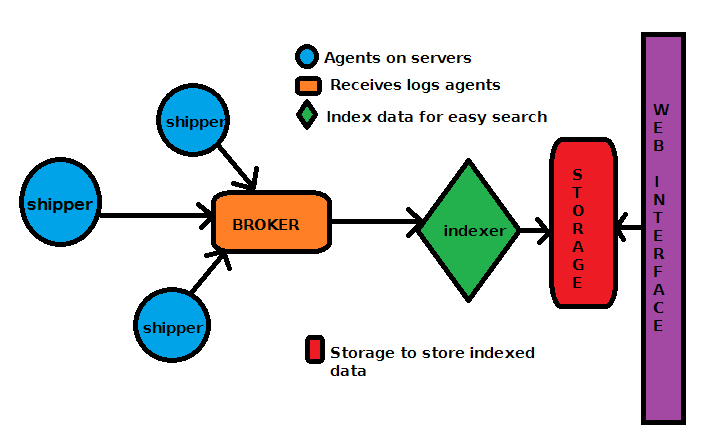 Agents on servers
Receives logs agents
Index data for easy search
shipper
shipper
shipper
BROKER
indexer
STORAGE
WEB INTERFACE
Storage to store indexed
data